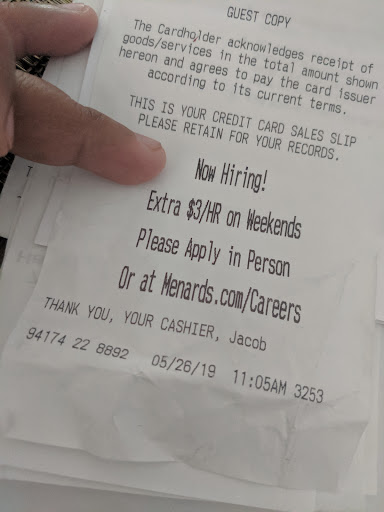 GUEST COPY
The Cardholder acknowledges receipt of
goods/services in the total amount shown
hereon and agrees to pay the card issuer
according to its current terms.
THIS IS YOUR CREDIT CARD SALES SLIP
PLEASE RETAIN FOR YOUR RECORDS.
Now Hiring!
Extra $3/HR on Weekends
Please Apply in Person
Or at Menards.com/Careers
THANK YOU, YOUR CASHIER, Jacob
94174 22 8892 05/26/19 11:05AM 3253